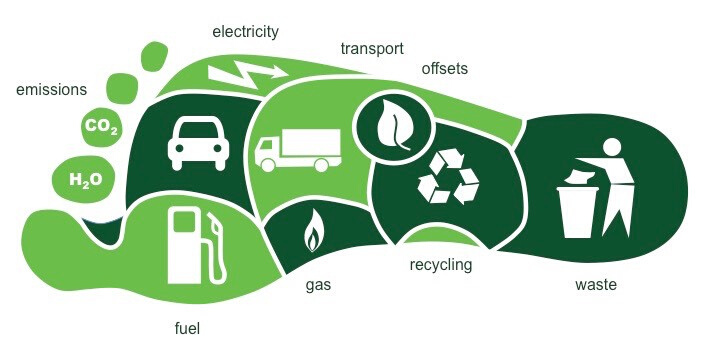 electricity
transport
offsets
emissions
CO₂
H₂O
recycling
gas
waste
fuel